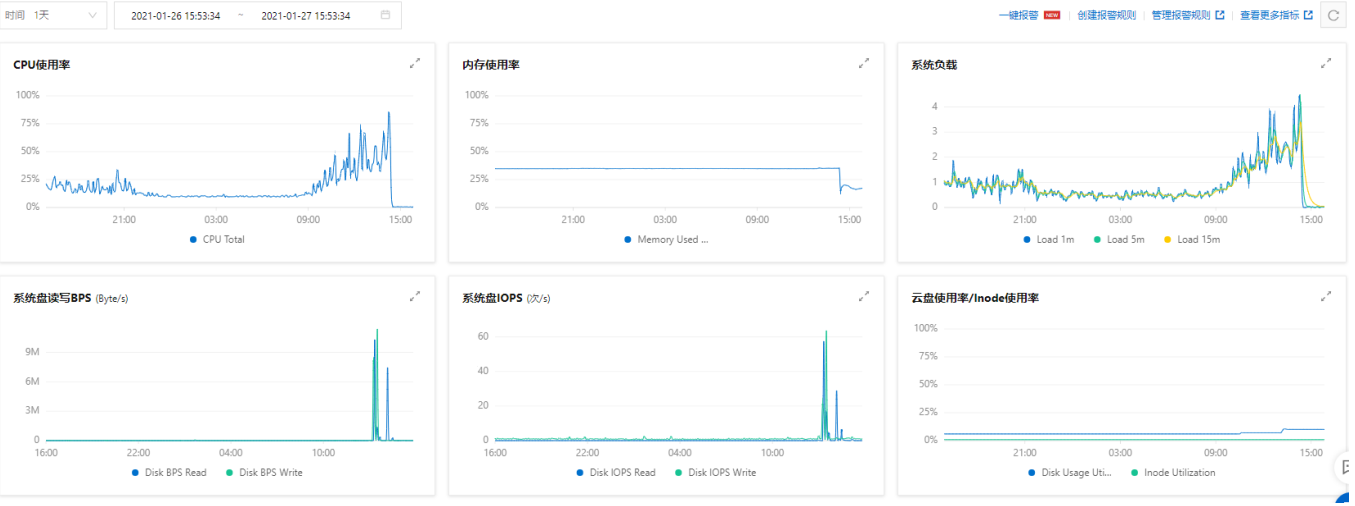 时间 1天 2021-01-26 15:53:34 ~ 2021-01-27 15:53:34 一键报警 NEW 创建报警规则 管理报警规则 查看更多指标
CPU使用率
100%
75%
50%
25%
0%
21:00 03:00 09:00 15:00
CPU Total
内存使用率
100%
75%
50%
25%
0%
21:00 03:00 09:00 15:00
Memory Used ...
系统负载
4
3
2
1
0
21:00 03:00 09:00 15:00
Load 1m Load 5m Load 15m
系统盘读写BPS (Byte/s)
9M
6M
3M
0
16:00 22:00 04:00 10:00
Disk BPS Read Disk BPS Write
系统盘IOPS (次/s)
60
40
20
0
16:00 22:00 04:00 10:00
Disk IOPS Read Disk IOPS Write
云盘使用率/Inode使用率
100%
75%
50%
25%
0%
21:00 03:00 09:00 15:00
Disk Usage Uti... Inode Utilization